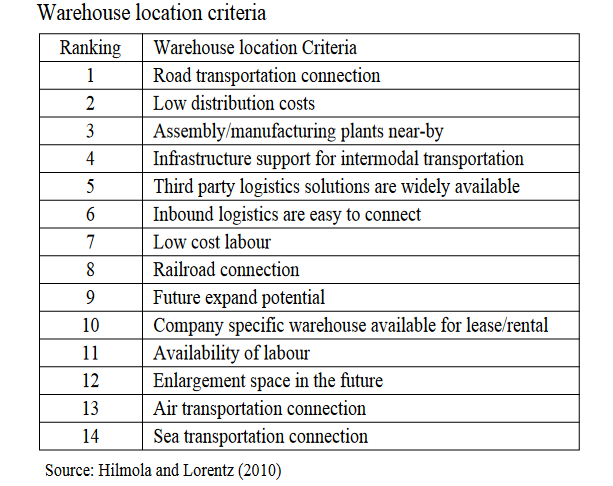 Warehouse location criteria
Ranking Warehouse location Criteria
1 Road transportation connection
2 Low distribution costs
3 Assembly/manufacturing plants near-by
4 Infrastructure support for intermodal transportation
5 Third party logistics solutions are widely available
6 Inbound logistics are easy to connect
7 Low cost labour
8 Railroad connection
9 Future expand potential
10 Company specific warehouse available for lease/rental
11 Availability of labour
12 Enlargement space in the future
13 Air transportation connection
14 Sea transportation connection
Source: Hilmola and Lorentz (2010)